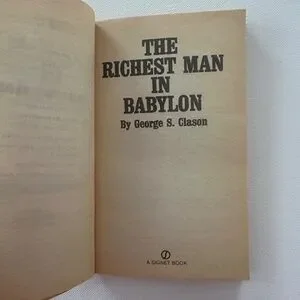 THE
RICHEST MAN
IN
BABYLON
By George S. Clason
A SIGNET BOOK